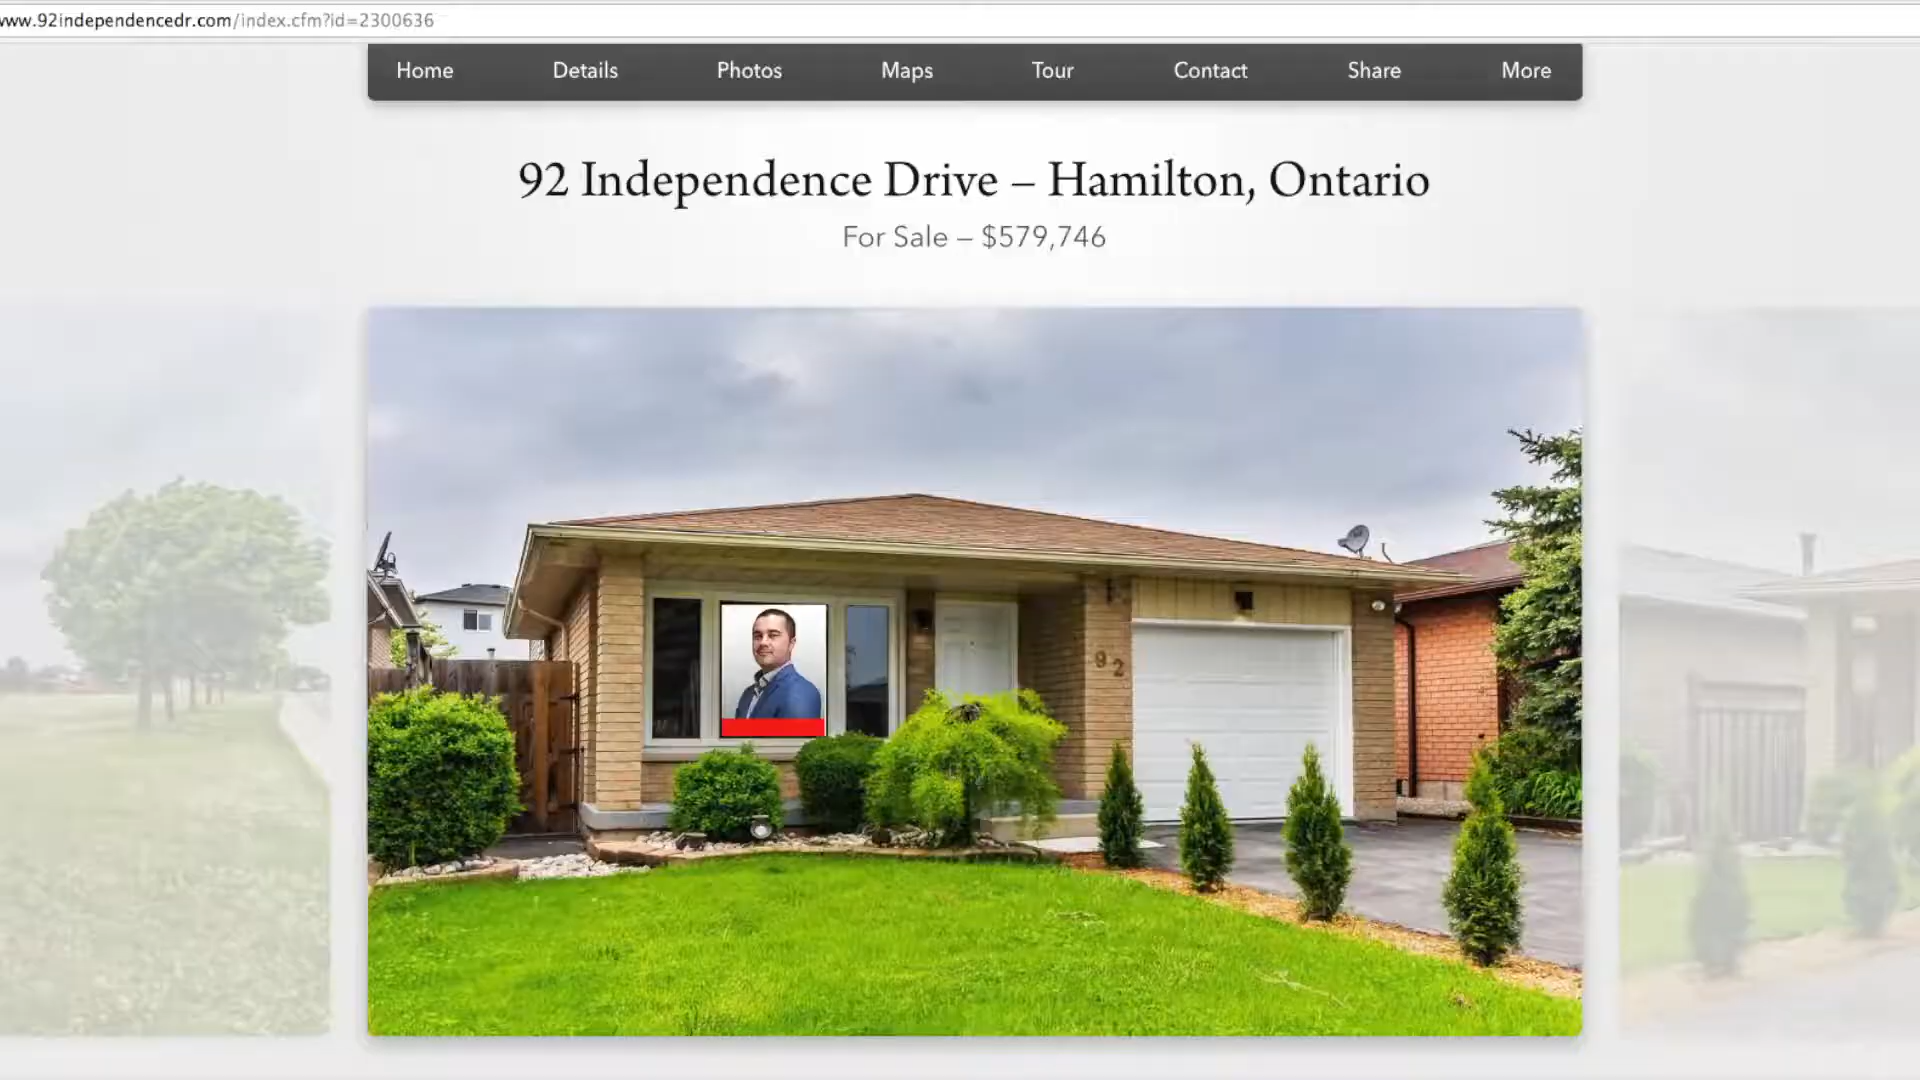 www.92independencedr.com/index.cfm?id=2300636
Home Details Photos Maps Tour Contact Share More
92 Independence Drive – Hamilton, Ontario
For Sale – $579,746
92